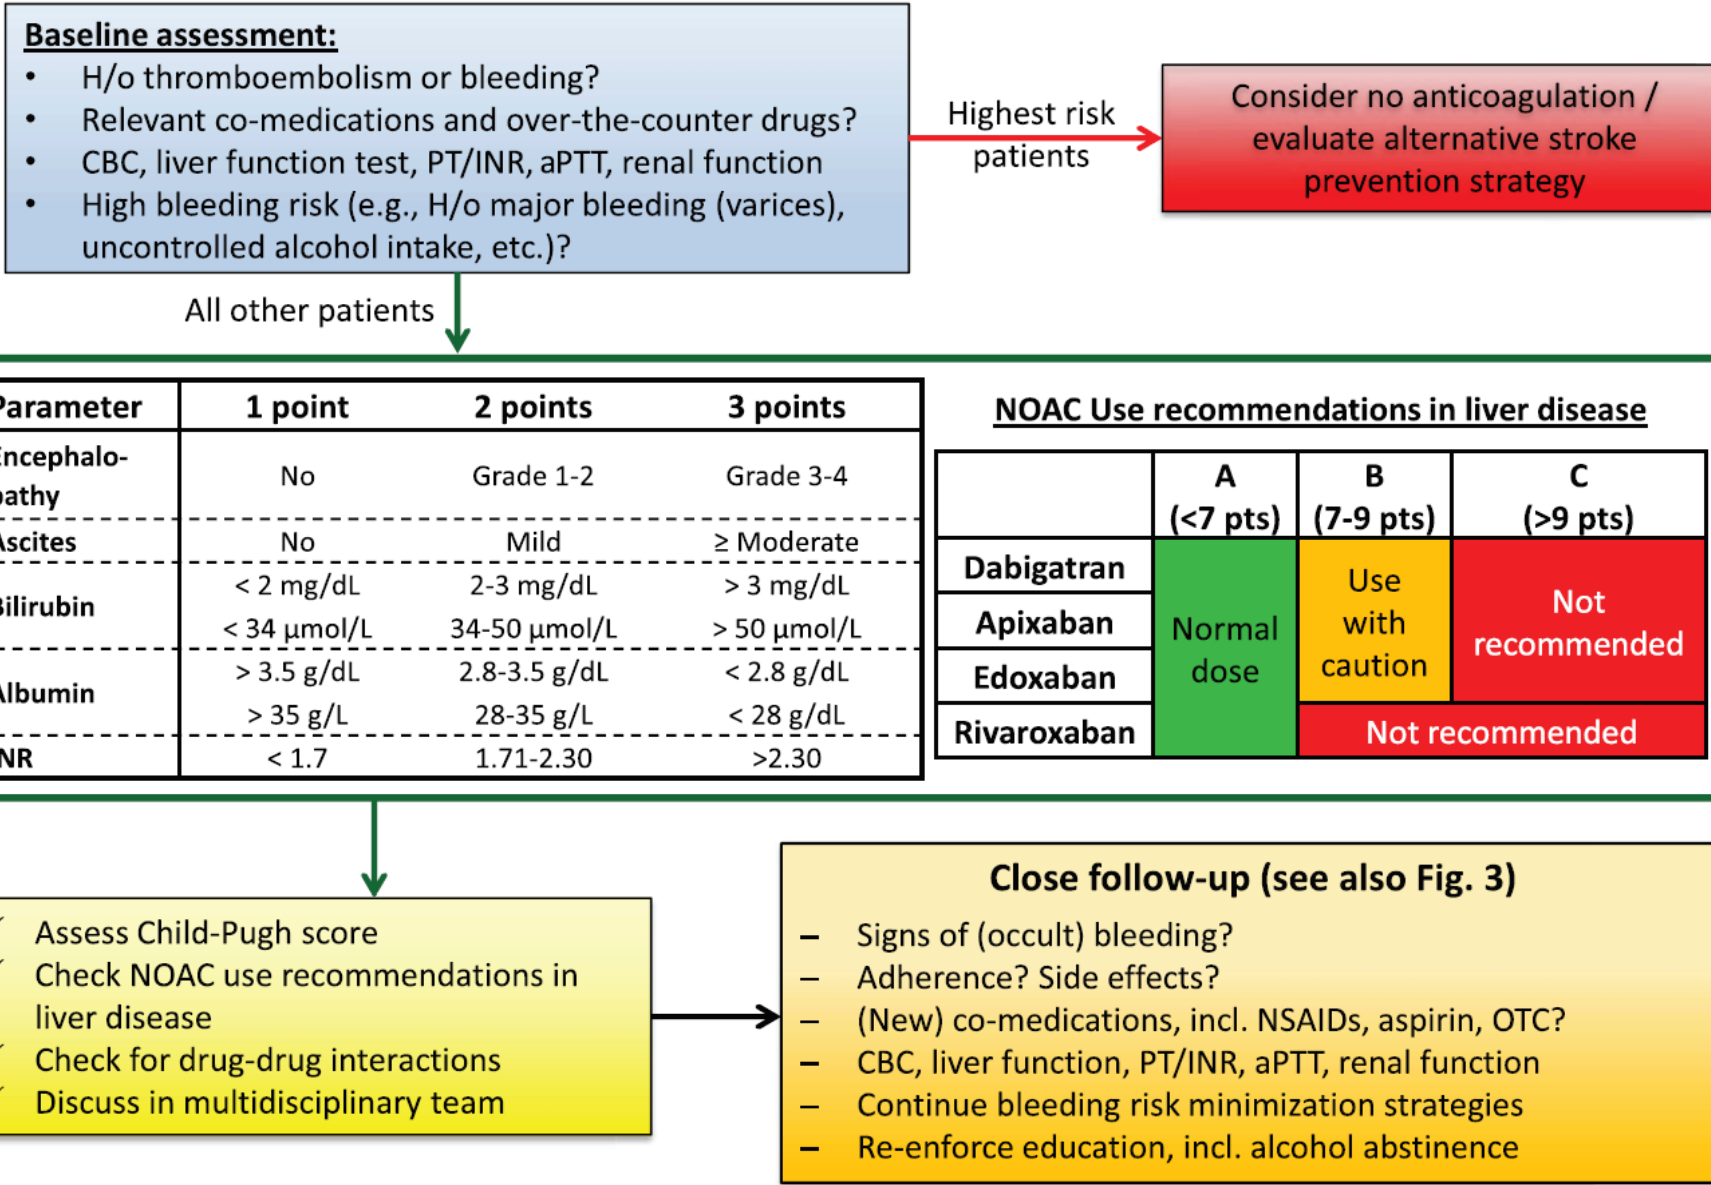 Baseline assessment:
• H/o thromboembolism or bleeding?
• Relevant co-medications and over-the-counter drugs?
• CBC, liver function test, PT/INR, aPTT, renal function
• High bleeding risk (e.g., H/o major bleeding (varices),
uncontrolled alcohol intake, etc.)?
Highest risk
patients
Consider no anticoagulation /
evaluate alternative stroke
prevention strategy
All other patients
Parameter 1 point 2 points 3 points
Encephalo-
pathy No Grade 1-2 Grade 3-4
Ascites No Mild ≥ Moderate
Bilirubin
< 2 mg/dL 2-3 mg/dL > 3 mg/dL
< 34 µmol/L 34-50 µmol/L > 50 µmol/L
Albumin
> 3.5 g/dL 2.8-3.5 g/dL < 2.8 g/dL
> 35 g/L 28-35 g/L < 28 g/dL
INR < 1.7 1.71-2.30 >2.30
NOAC Use recommendations in liver disease
A B C
(<7 pts) (7-9 pts) (>9 pts)
Dabigatran
Apixaban
Edoxaban
Rivaroxaban
Normal
dose
Use
with
caution
Not
recommended
Not recommended
✓ Assess Child-Pugh score
✓ Check NOAC use recommendations in
liver disease
✓ Check for drug-drug interactions
✓ Discuss in multidisciplinary team
Close follow-up (see also Fig. 3)
– Signs of (occult) bleeding?
– Adherence? Side effects?
– (New) co-medications, incl. NSAIDs, aspirin, OTC?
– CBC, liver function, PT/INR, aPTT, renal function
– Continue bleeding risk minimization strategies
– Re-enforce education, incl. alcohol abstinence